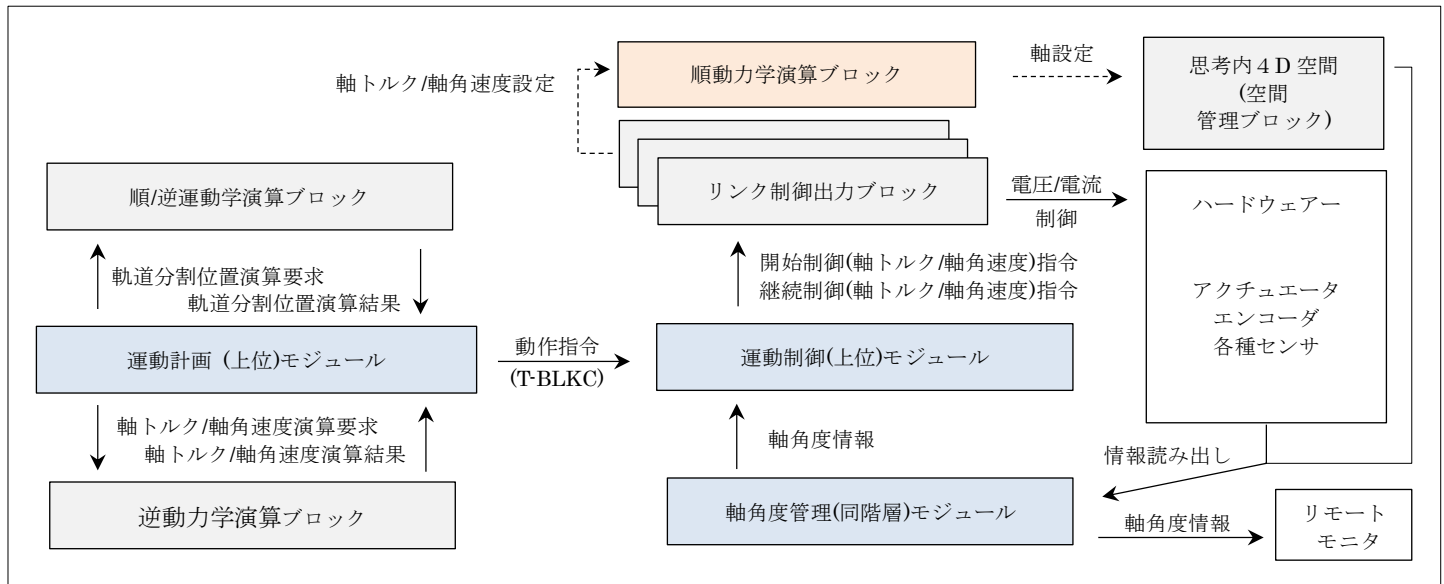 順動力学演算ブロック
軸設定
思考内４D 空間
(空間
管理ブロック)
軸トルク/軸角速度設定
順/逆運動学演算ブロック
リンク制御出力ブロック
電圧/電流
制御
ハードウェアー
アクチュエータ
エンコーダ
各種センサ
軌道分割位置演算要求
軌道分割位置演算結果
開始制御(軸トルク/軸角速度)指令
継続制御(軸トルク/軸角速度)指令
運動計画 (上位)モジュール
動作指令
(T-BLKC)
運動制御(上位)モジュール
軸トルク/軸角速度演算要求
軸トルク/軸角速度演算結果
軸角度情報
情報読み出し
逆動力学演算ブロック
軸角度管理(同階層)モジュール
軸角度情報
リモート
モニタ